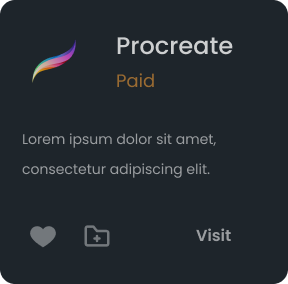 Procreate
Paid
Lorem ipsum dolor sit amet,
consectetur adipiscing elit.
Visit